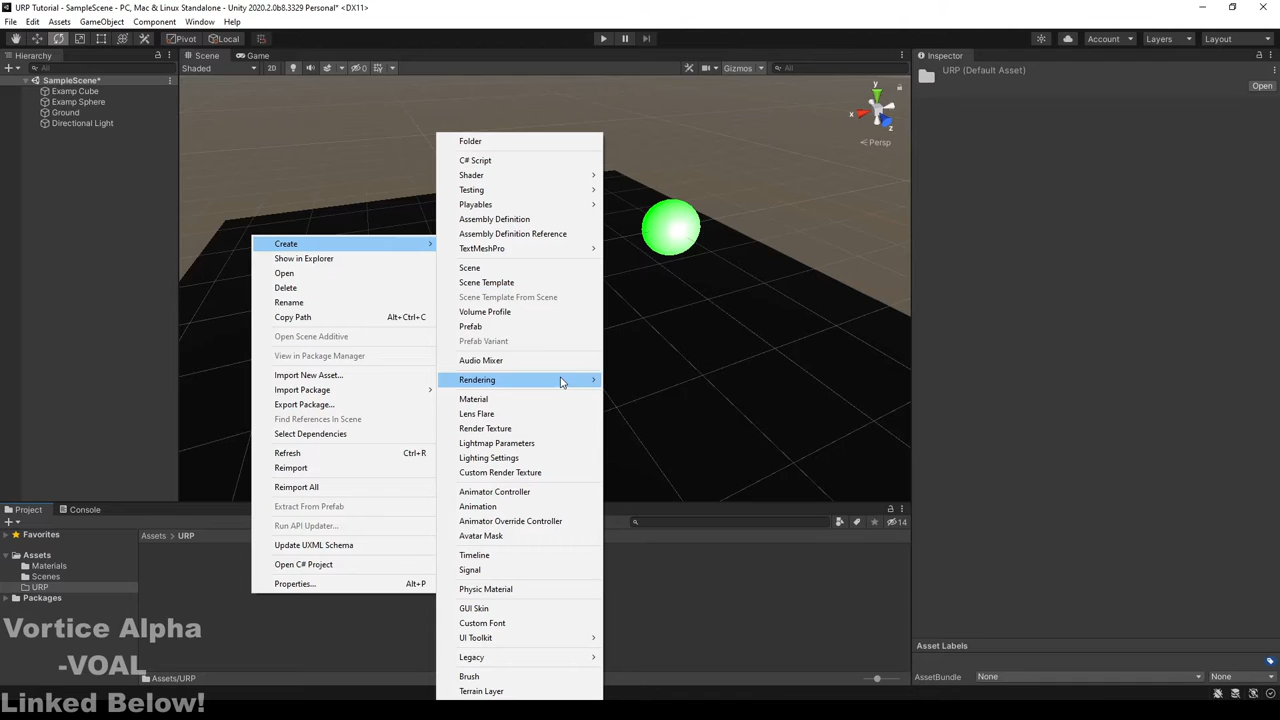 URP Tutorial - SampleScene - PC, Mac & Linux Standalone - Unity 2020.2.0b8.3329 Personal* <DX11>
File Edit Assets GameObject Component Window Help
Pivot Local Account Layers Layout
Hierarchy
All
SampleScene*
Examp Cube
Examp Sphere
Ground
Directional Light
Scene Game
Shaded 2D 0 Gizmos All
y
x
z
Persp
Inspector
URP (Default Asset)
Open
Create
Show in Explorer
Open
Delete
Rename
Copy Path Alt+Ctrl+C
Open Scene Additive
View in Package Manager
Import New Asset...
Import Package
Export Package...
Find References In Scene
Select Dependencies
Refresh Ctrl+R
Reimport
Reimport All
Extract From Prefab
Run API Updater...
Update UXML Schema
Open C# Project
Properties... Alt+P
Folder
C# Script
Shader
Testing
Playables
Assembly Definition
Assembly Definition Reference
TextMeshPro
Scene
Scene Template
Scene Template From Scene
Volume Profile
Prefab
Prefab Variant
Audio Mixer
Rendering
Material
Lens Flare
Render Texture
Lightmap Parameters
Lighting Settings
Custom Render Texture
Animator Controller
Animation
Animator Override Controller
Avatar Mask
Timeline
Signal
Physic Material
GUI Skin
Custom Font
UI Toolkit
Legacy
Brush
Terrain Layer
Project Console
14
Favorites
Assets
Materials
Scenes
URP
Packages
Assets > URP
Assets/URP
Vortice Alpha
-VOAL
Linked Below!
Asset Labels
AssetBundle None None